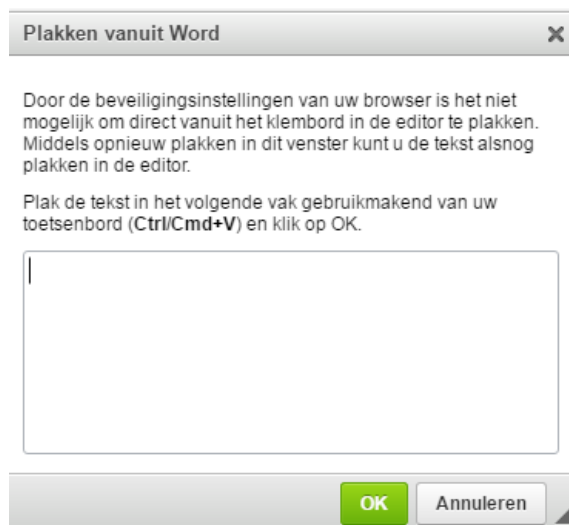 Plakken vanuit Word
Door de beveiligingsinstellingen van uw browser is het niet
mogelijk om direct vanuit het klembord in de editor te plakken.
Middels opnieuw plakken in dit venster kunt u de tekst alsnog
plakken in de editor.
Plak de tekst in het volgende vak gebruikmakend van uw
toetsenbord (Ctrl/Cmd+V) en klik op OK.
OK Annuleren